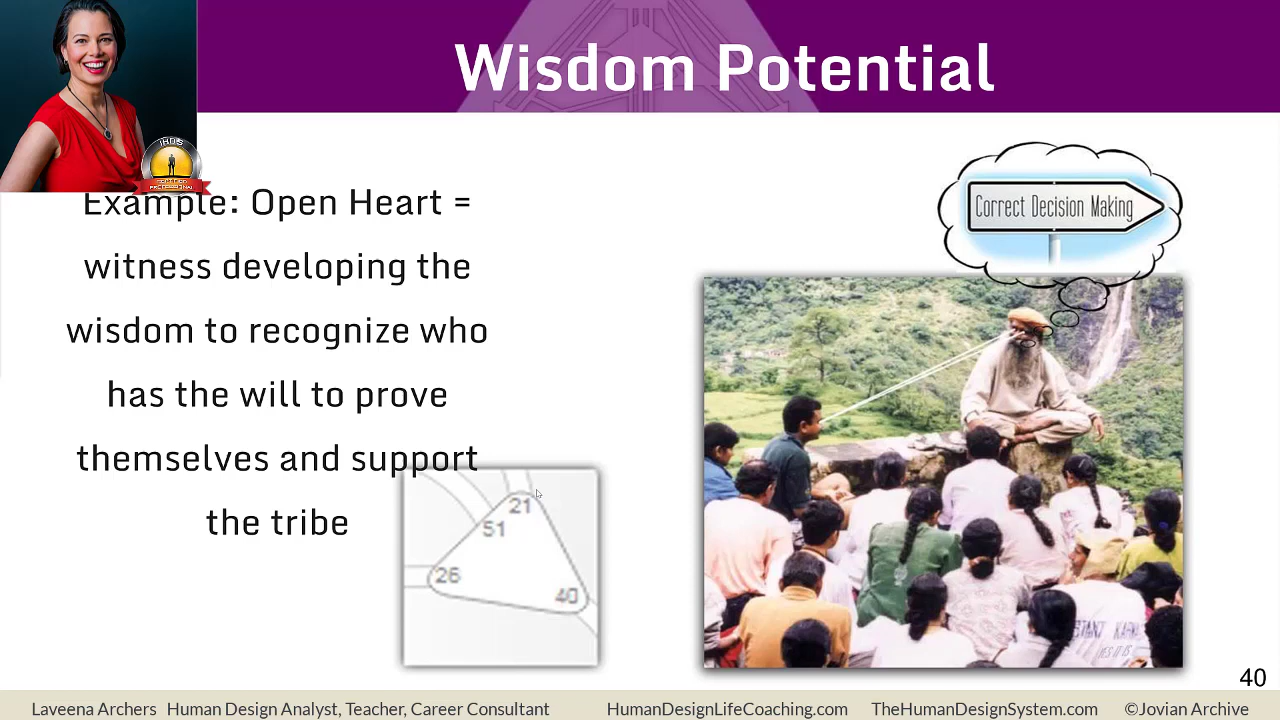 Wisdom Potential
IHDS
Example: Open Heart =
witness developing the
wisdom to recognize who
has the will to prove
themselves and support
the tribe
Correct Decision Making
21
51
26
40
40
Laveena Archers Human Design Analyst, Teacher, Career Consultant HumanDesignLifeCoaching.com TheHumanDesignSystem.com ©Jovian Archive